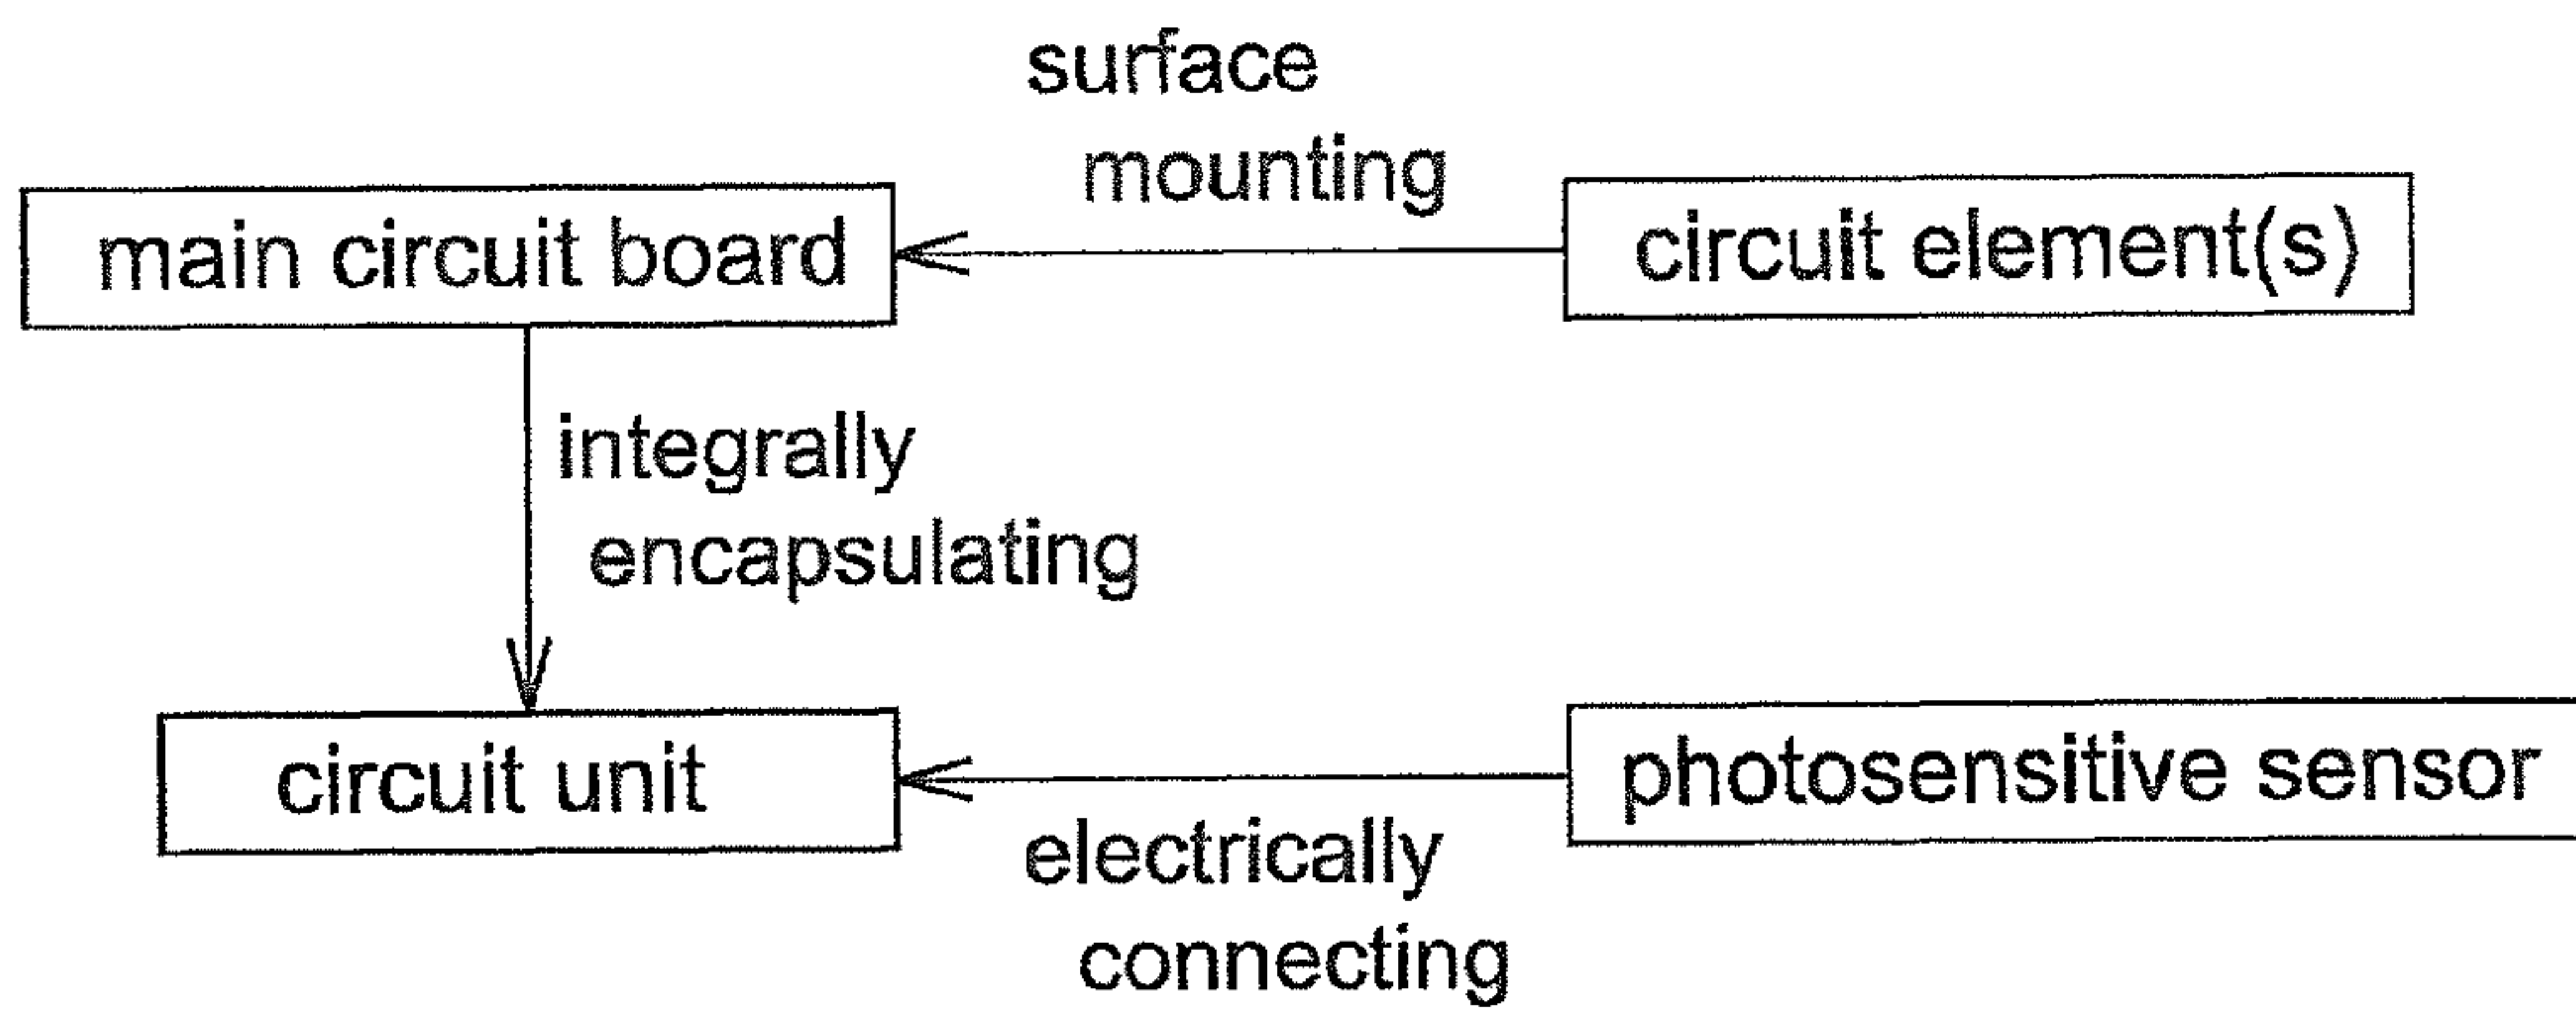 surface
mounting
main circuit board
circuit element(s)
integrally
encapsulating
circuit unit
photosensitive sensor
electrically
connecting